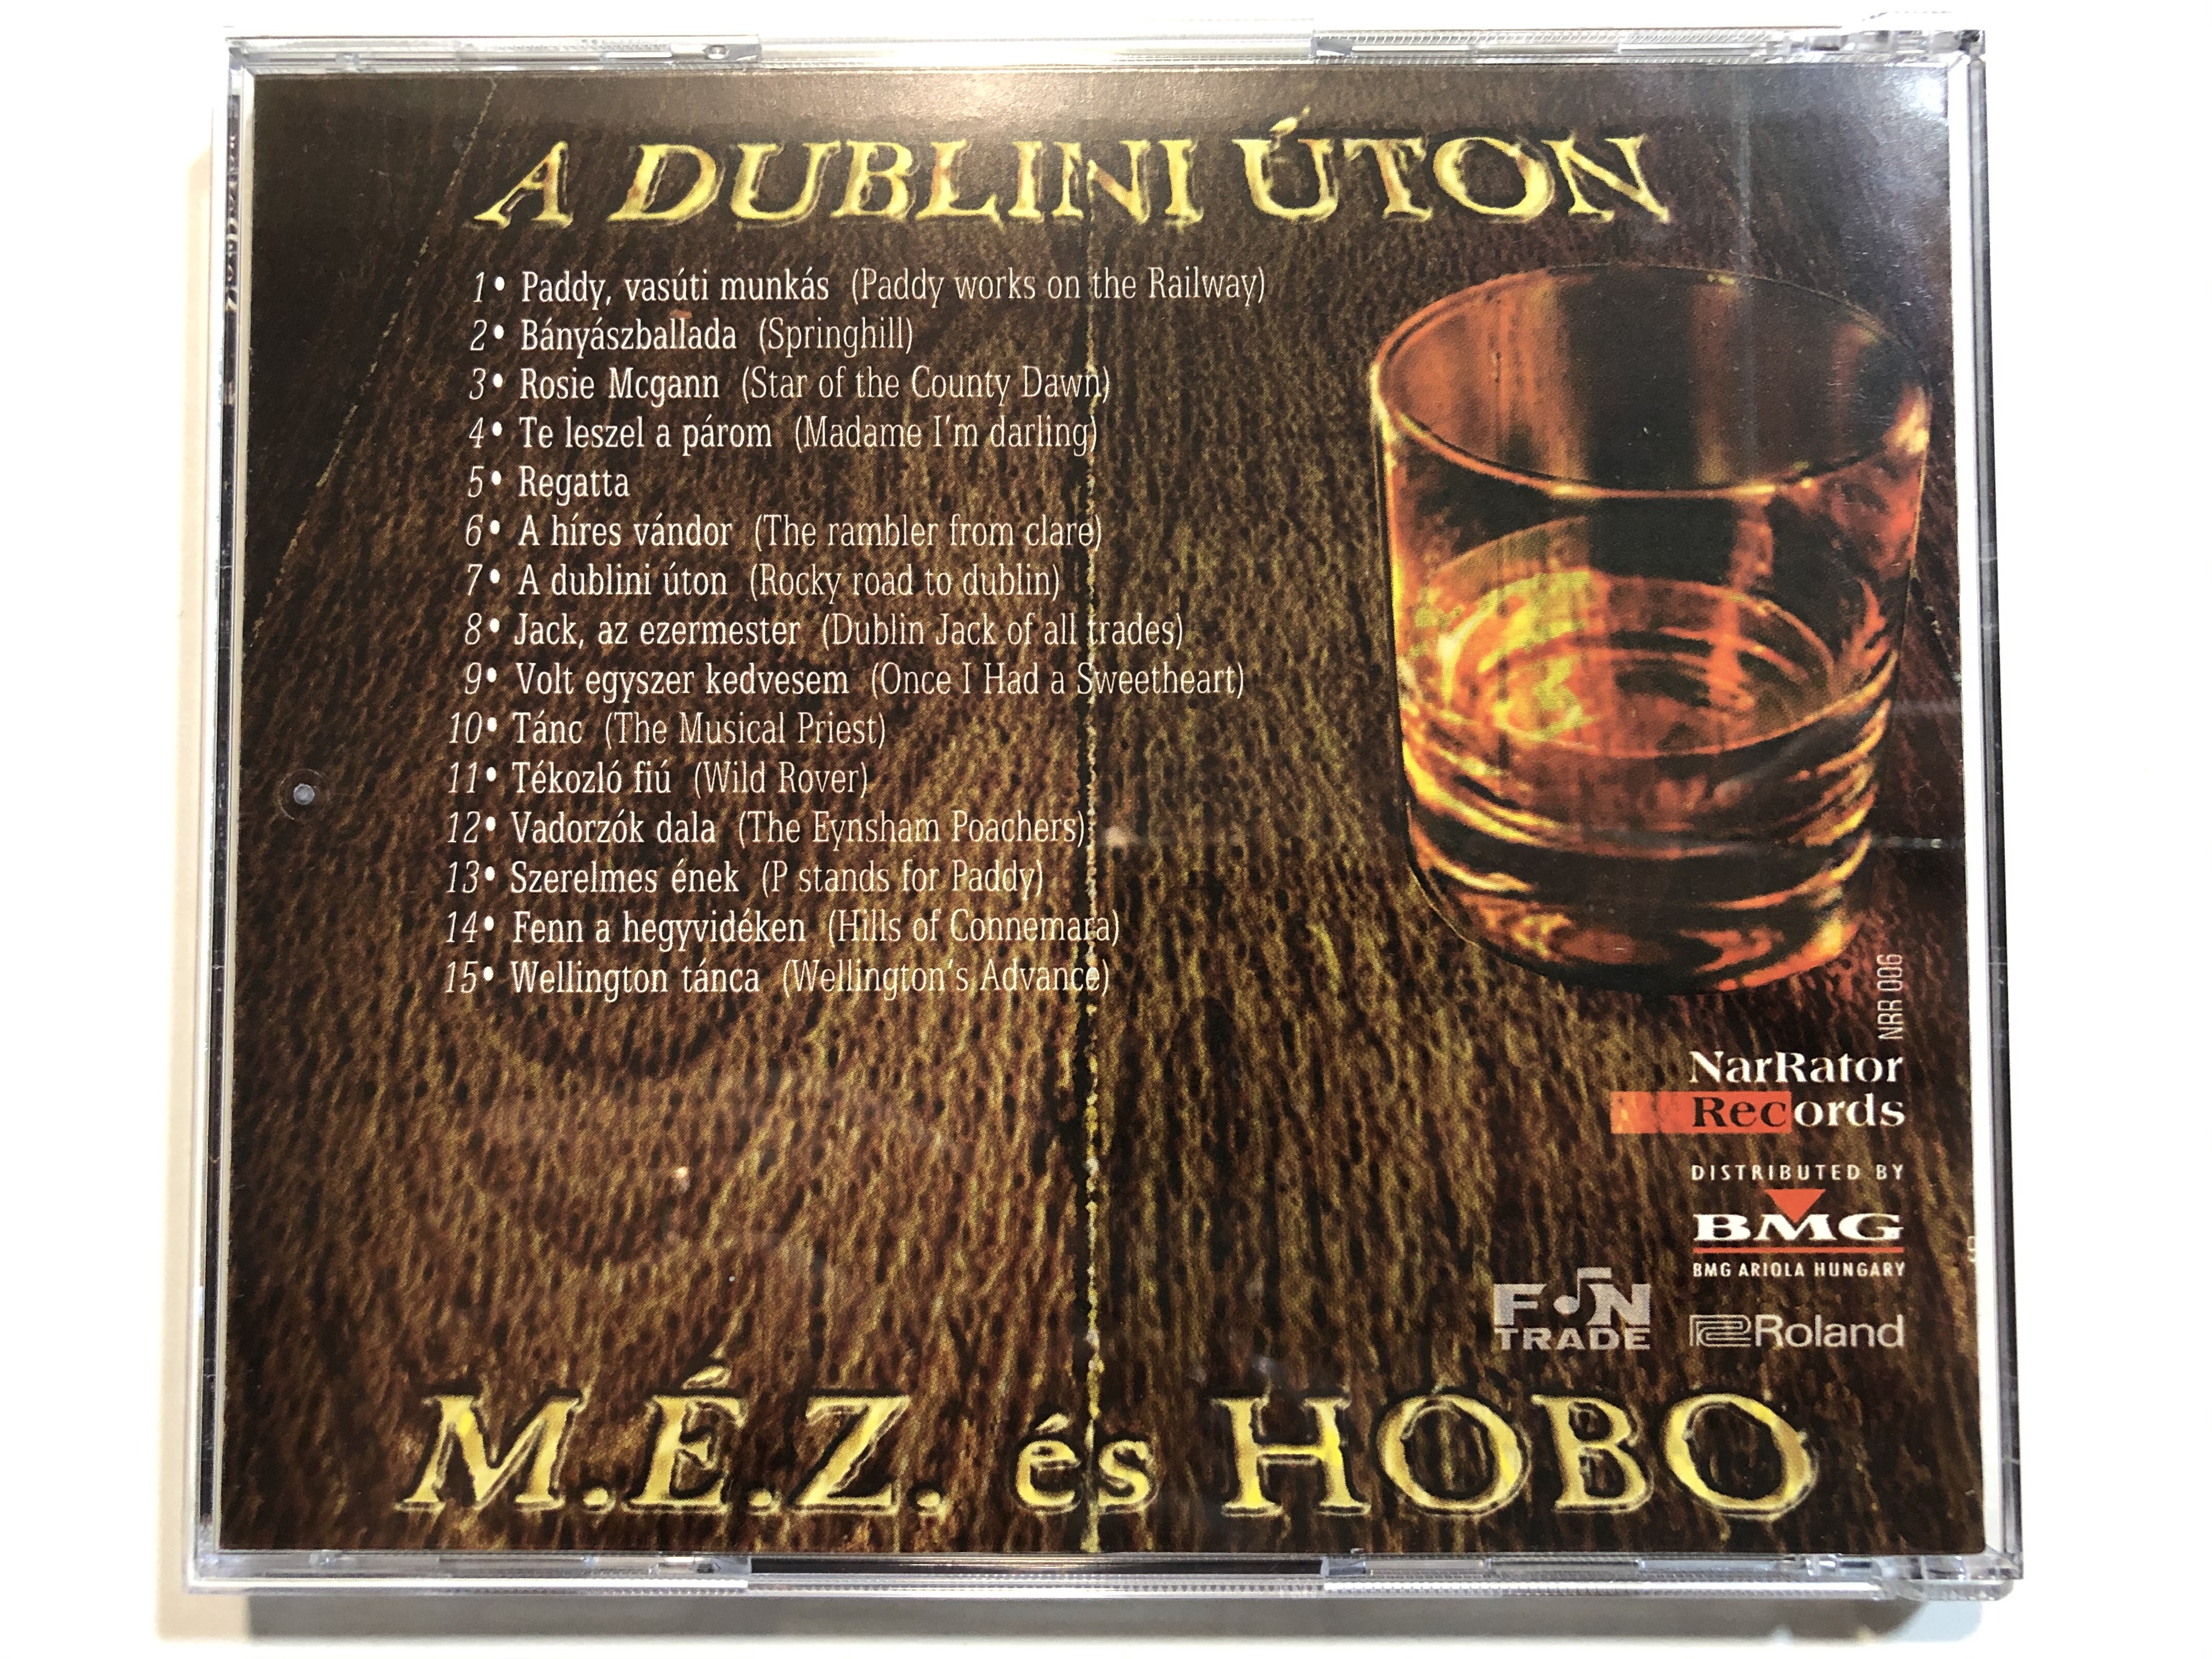 A DUBLINI ÚTON
1• Paddy, vasúti munkás (Paddy works on the Railway)
2• Bányászballada (Springhill)
3• Rosie Mcgann (Star of the County Dawn)
4• Te leszel a párom (Madame I'm darling)
5• Regatta
6• A híres vándor (The rambler from clare)
7• A dublini úton (Rocky road to dublin)
8• Jack, az ezermester (Dublin Jack of all trades)
9• Volt egyszer kedvesem (Once I Had a Sweetheart)
10• Tánc (The Musical Priest)
11• Tékozló fiú (Wild Rover)
12• Vadorzók dala (The Eynsham Poachers)
13• Szerelmes ének (P stands for Paddy)
14• Fenn a hegyvidéken (Hills of Connemara)
15• Wellington tánca (Wellington's Advance)
NRR 006
NarRator
Records
DISTRIBUTED BY
BMG
BMG ARIOLA HUNGARY
FON
TRADE
Roland
M.É.Z. és HOBO